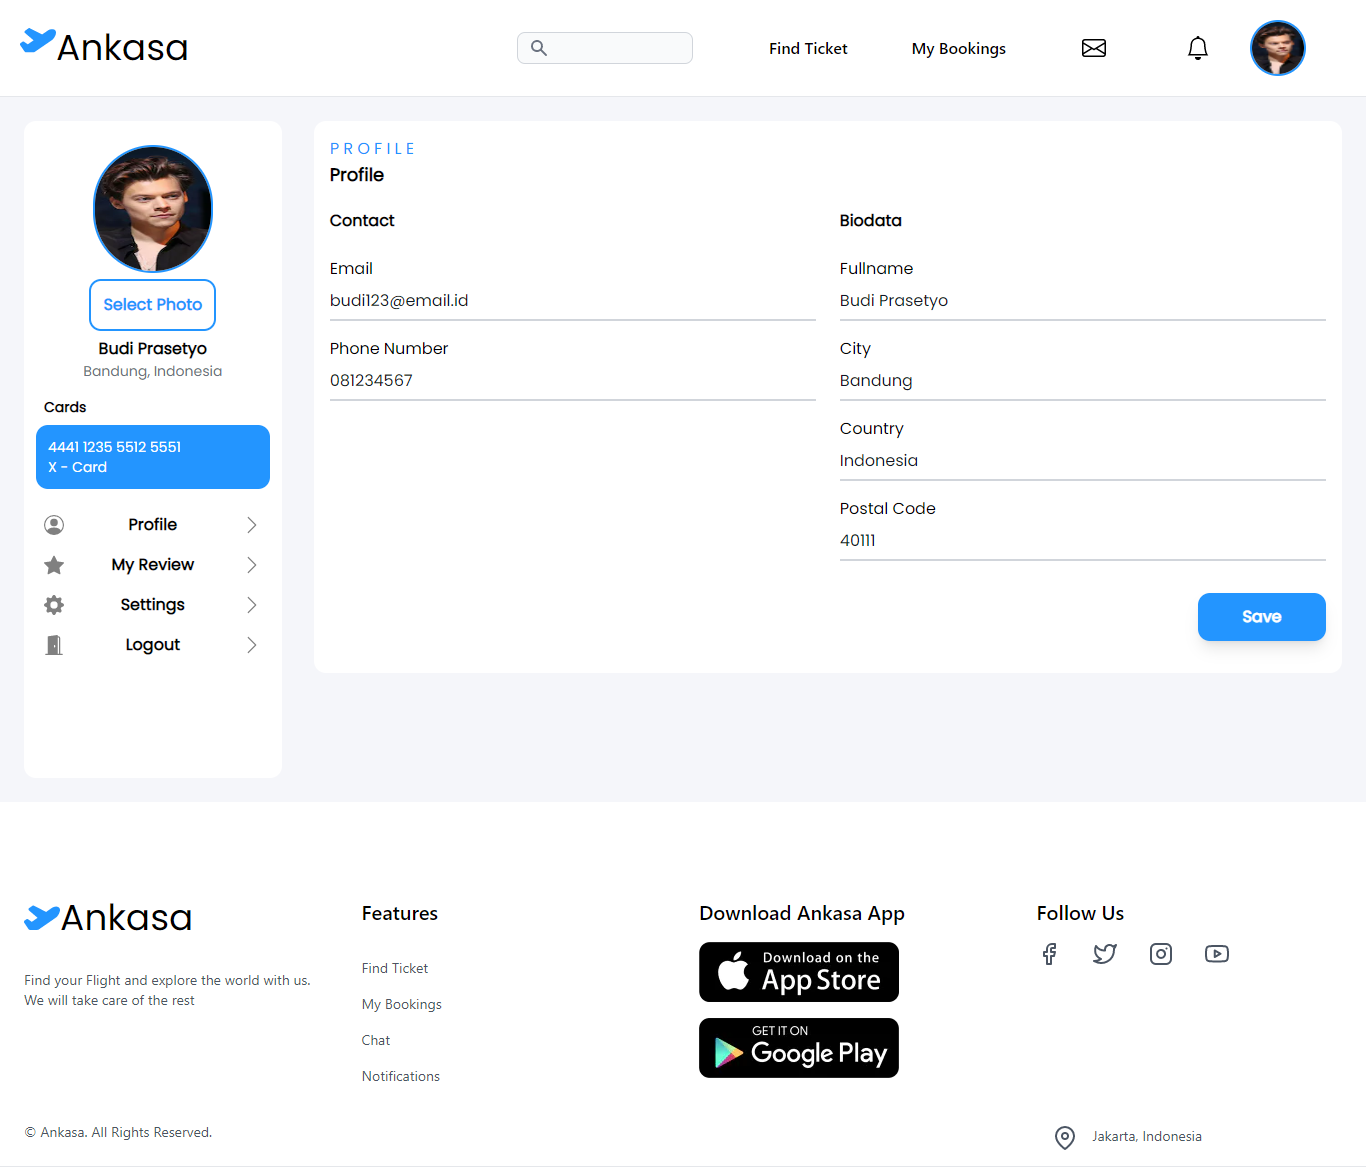 Ankasa
Find Ticket
My Bookings
Select Photo
Budi Prasetyo
Bandung, Indonesia
Cards
4441 1235 5512 5551
X - Card
Profile
My Review
Settings
Logout
PROFILE
Profile
Contact
Email
budi123@email.id
Phone Number
081234567
Biodata
Fullname
Budi Prasetyo
City
Bandung
Country
Indonesia
Postal Code
40111
Save
Ankasa
Find your Flight and explore the world with us.
We will take care of the rest
Features
Find Ticket
My Bookings
Chat
Notifications
Download Ankasa App
Download on the
App Store
GET IT ON
Google Play
Follow Us
© Ankasa. All Rights Reserved.
Jakarta, Indonesia